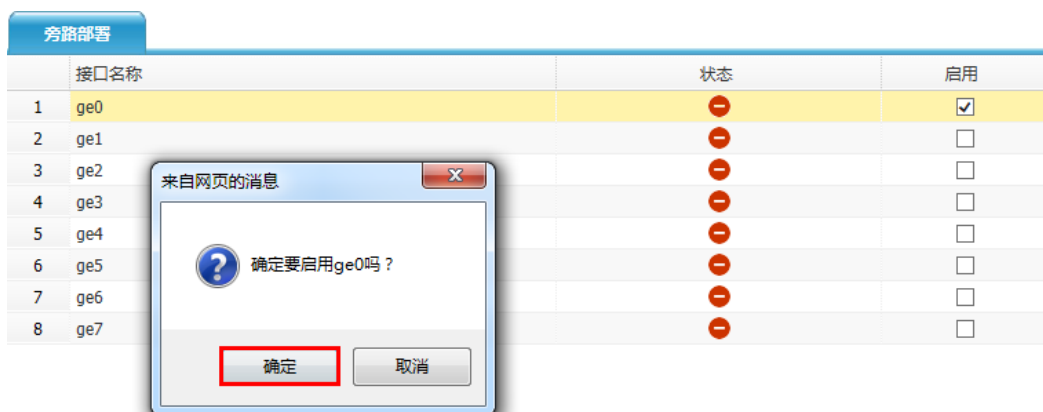 旁路部署
接口名称 状态 启用
1 ge0
2 ge1
3 ge2
4 ge3
5 ge4
6 ge5
7 ge6
8 ge7
来自网页的消息
确定要启用ge0吗？
确定 取消